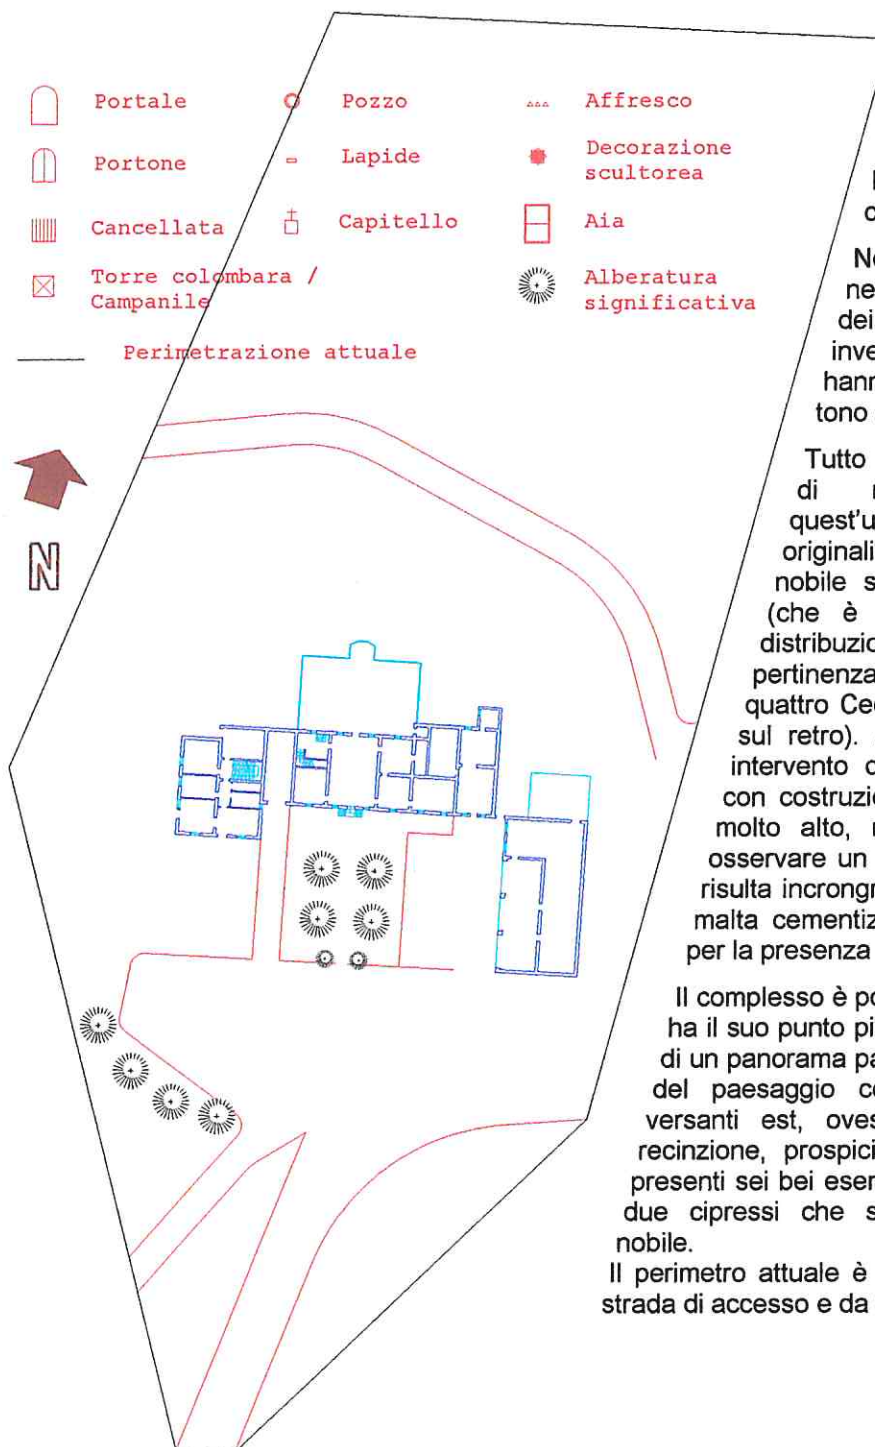 Portale
Pozzo
Affresco
Portone
Lapide
Decorazione
scultorea
Cancellata
Capitello
Aia
Torre colombara /
Campanile
Alberatura
significativa
Perimetrazione attuale
N
ne
dei
inve
hann
tono
Tutto
di
quest'u
originali
nobile s
(che è
distribuzio
pertinenza
quattro Ced
sul retro).
intervento d
con costruzio
molto alto, r
osservare un
risulta incrongr
malta cementiz
per la presenza
Il complesso è po
ha il suo punto pi
di un panorama pa
del paesaggio co
versanti est, oves
recinzione, prospici
presenti sei bei eser
due cipressi che s
nobile.
Il perimetro attuale è
strada di accesso e da